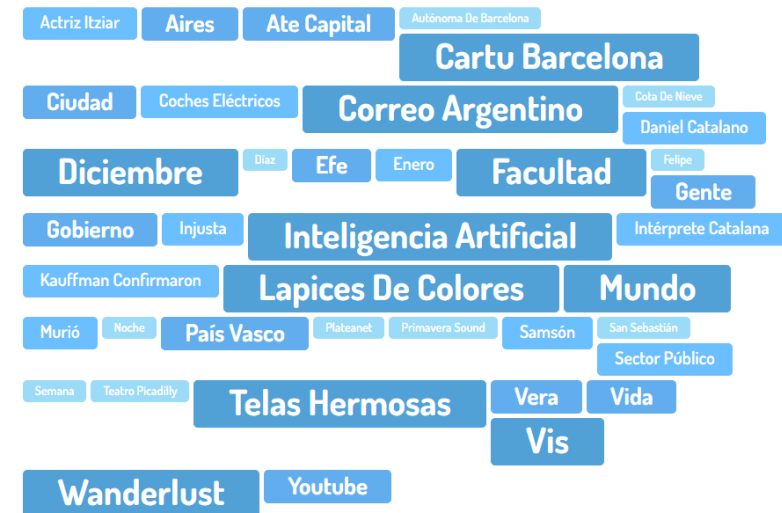 Actriz Itziar Aires Ate Capital Autónoma De Barcelona
Cartu Barcelona
Ciudad Coches Eléctricos Correo Argentino Cota De Nieve
Daniel Catalano
Diciembre Díaz Efe Enero Facultad Felipe
Gente
Gobierno Injusta Inteligencia Artificial Intérprete Catalana
Kauffman Confirmaron Lapices De Colores Mundo
Murió Noche País Vasco Plateanet Primavera Sound Samsón San Sebastián
Sector Público
Semana Teatro Picadilly Telas Hermosas Vera Vida
Vis
Wanderlust Youtube